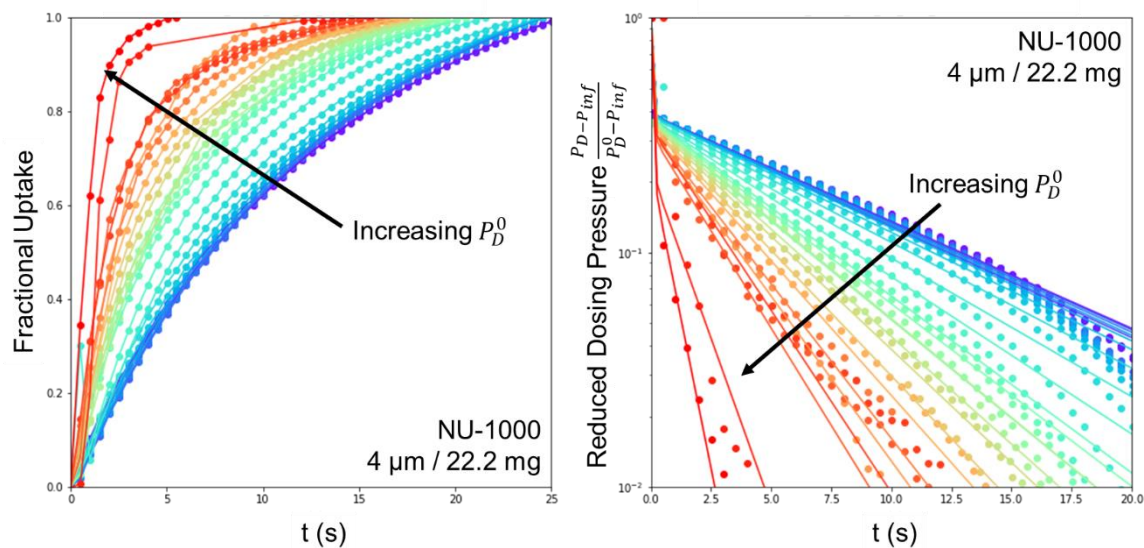 Fractional Uptake
1.0
0.8
0.6
0.4
0.2
0.0
0
5
10
15
20
25
t (s)
Increasing P_D^0
NU-1000
4 µm / 22.2 mg
Reduced Dosing Pressure (P_D−P_inf)/(P_D^0−P_inf)
10^0
10^−1
10^−2
0.0
2.5
5.0
7.5
10.0
12.5
15.0
17.5
20.0
t (s)
NU-1000
4 µm / 22.2 mg
Increasing P_D^0